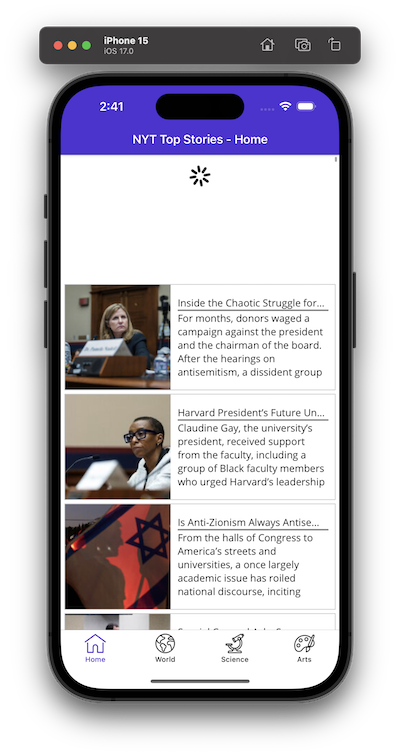 iPhone 15
iOS 17.0
2:41
NYT Top Stories - Home
Inside the Chaotic Struggle for...
For months, donors waged a
campaign against the president
and the chairman of the board.
After the hearings on
antisemitism, a dissident group
Harvard President's Future Un...
Claudine Gay, the university's
president, received support
from the faculty, including a
group of Black faculty members
who urged Harvard's leadership
Is Anti-Zionism Always Antise...
From the halls of Congress to
America's streets and
universities, a once largely
academic issue has roiled
national discourse, inciting
Home
World
Science
Arts